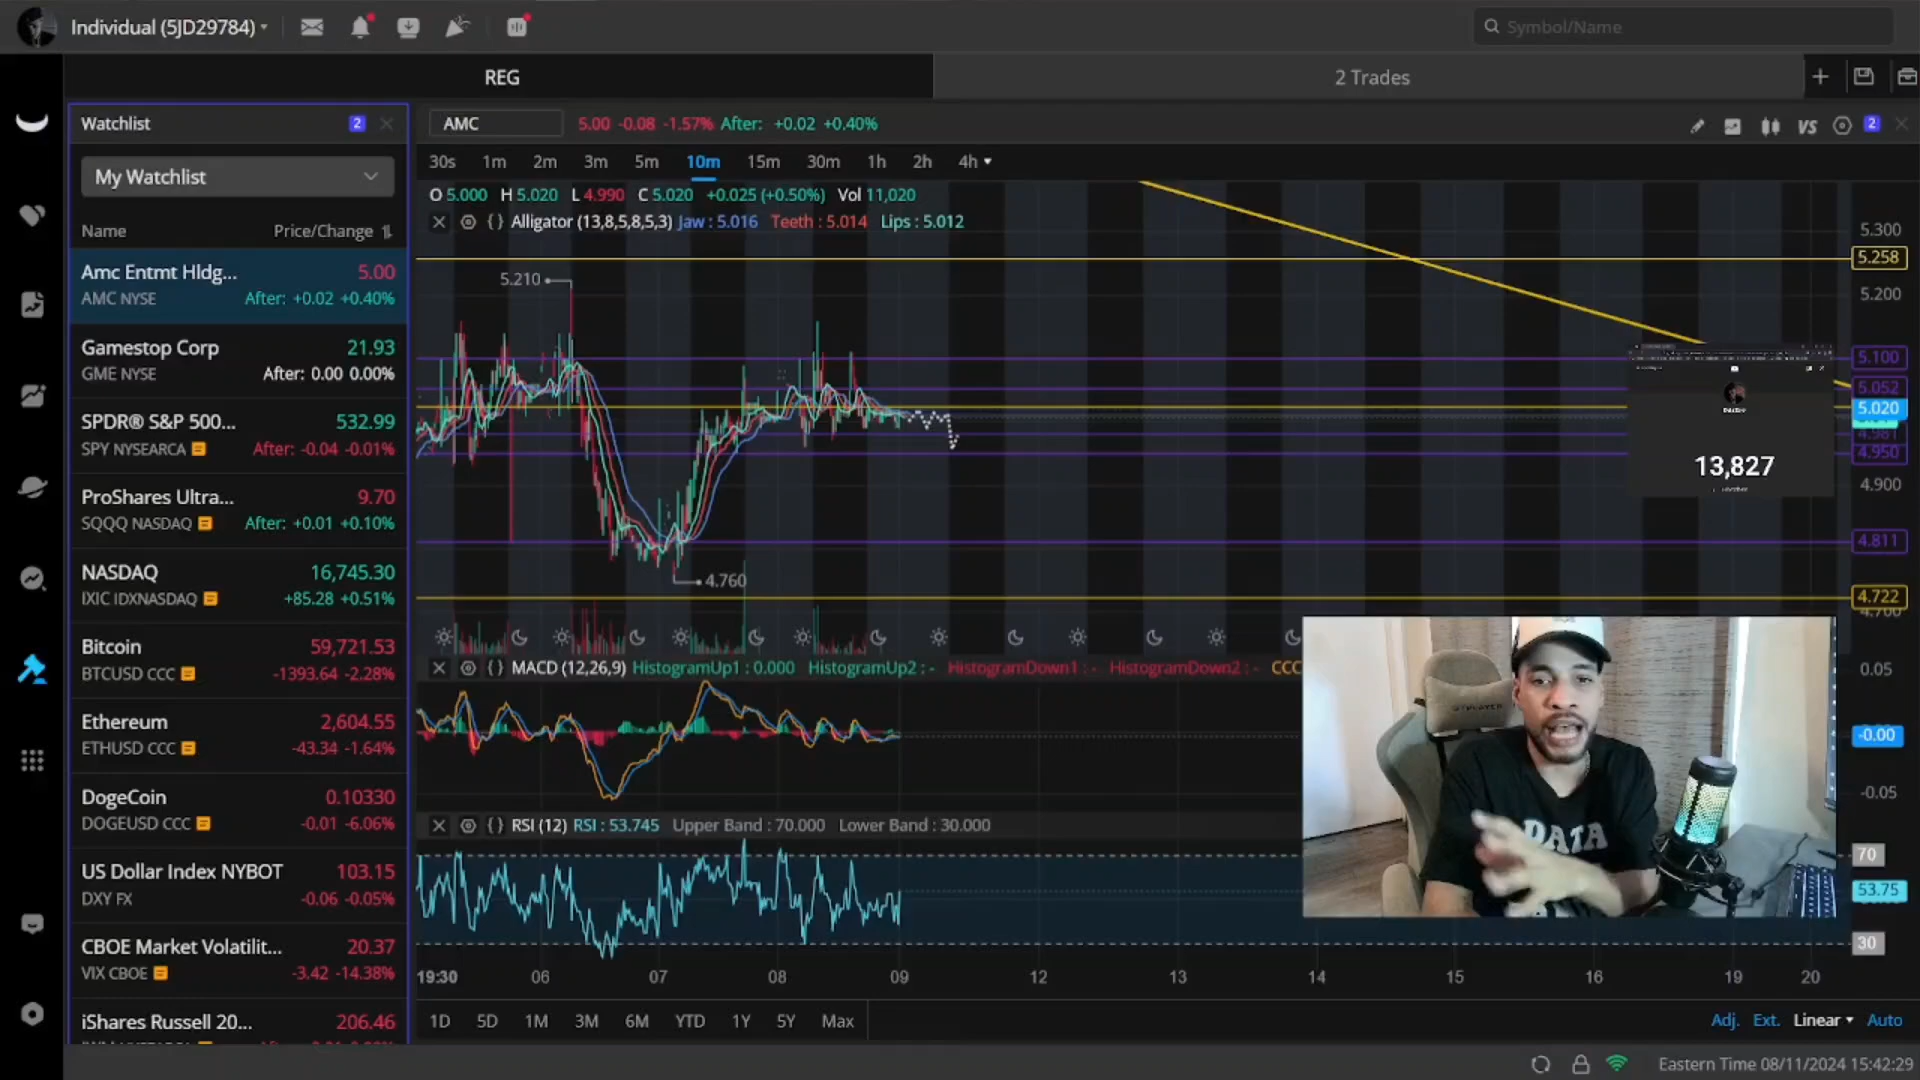 Individual (5JD29784)
Symbol/Name
REG
2 Trades
Watchlist
2
My Watchlist
Name
Price/Change
Amc Entmt Hldg...
5.00
AMC NYSE
After: +0.02 +0.40%
Gamestop Corp
21.93
GME NYSE
After: 0.00 0.00%
SPDR® S&P 500...
532.99
SPY NYSEARCA
After: -0.04 -0.01%
ProShares Ultra...
9.70
SQQQ NASDAQ
After: +0.01 +0.10%
NASDAQ
16,745.30
IXIC IDXNASDAQ
+85.28 +0.51%
Bitcoin
59,721.53
BTCUSD CCC
-1393.64 -2.28%
Ethereum
2,604.55
ETHUSD CCC
-43.34 -1.64%
DogeCoin
0.10330
DOGEUSD CCC
-0.01 -6.06%
US Dollar Index NYBOT
103.15
DXY FX
-0.06 -0.05%
CBOE Market Volatilit...
20.37
VIX CBOE
-3.42 -14.38%
iShares Russell 20...
206.46
AMC
5.00 -0.08 -1.57% After: +0.02 +0.40%
VS
2
30s 1m 2m 3m 5m 10m 15m 30m 1h 2h 4h
O 5.000 H 5.020 L 4.990 C 5.020 +0.025 (+0.50%) Vol 11,020
Alligator (13,8,5,8,5,3) Jaw : 5.016 Teeth : 5.014 Lips : 5.012
5.210
4.760
5.300
5.258
5.200
5.100
5.052
5.020
4.981
4.950
4.900
4.811
4.722
4.700
13,827
MACD (12,26,9) HistogramUp1 : 0.000 HistogramUp2 : - HistogramDown1 : - HistogramDown2 : -
0.05
-0.00
-0.05
RSI (12) RSI : 53.745 Upper Band : 70.000 Lower Band : 30.000
70
53.75
30
DATA
19:30 06 07 08 09 12 13 14 15 16 19 20
1D 5D 1M 3M 6M YTD 1Y 5Y Max
Adj. Ext. Linear Auto
Eastern Time 08/11/2024 15:42:29